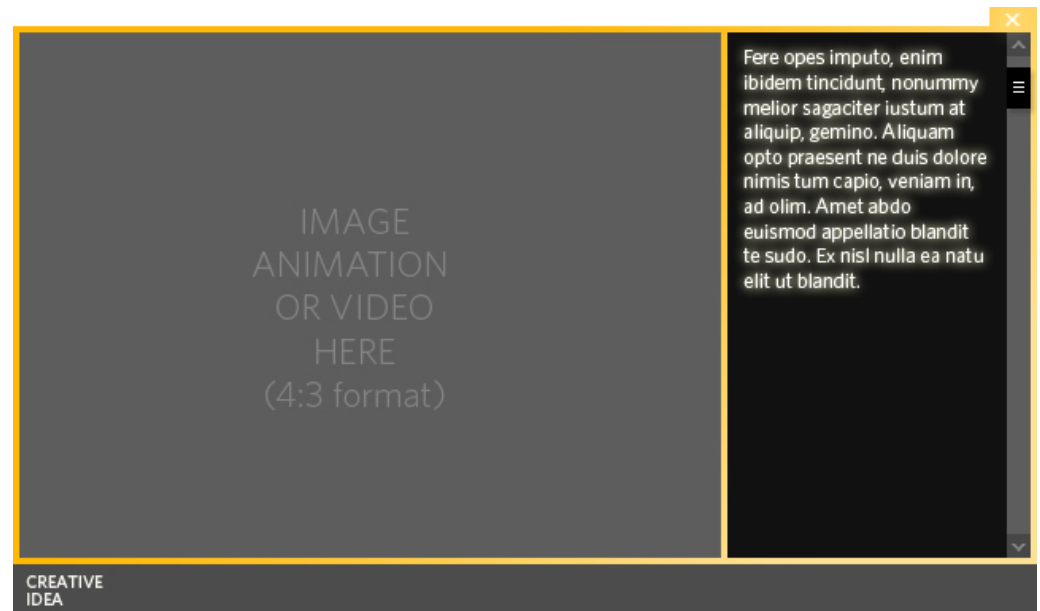 IMAGE
ANIMATION
OR VIDEO
HERE
(4:3 format)
Fere opes imputo, enim
ibidem tincidunt, nonummy
melior sagaciter iustum at
aliquip, gemino. Aliquam
opto praesent ne duis dolore
nimis tum capio, veniam in,
ad olim. Amet abdo
euismod appellatio blandit
te sudo. Ex nisl nulla ea natu
elit ut blandit.
CREATIVE
IDEA